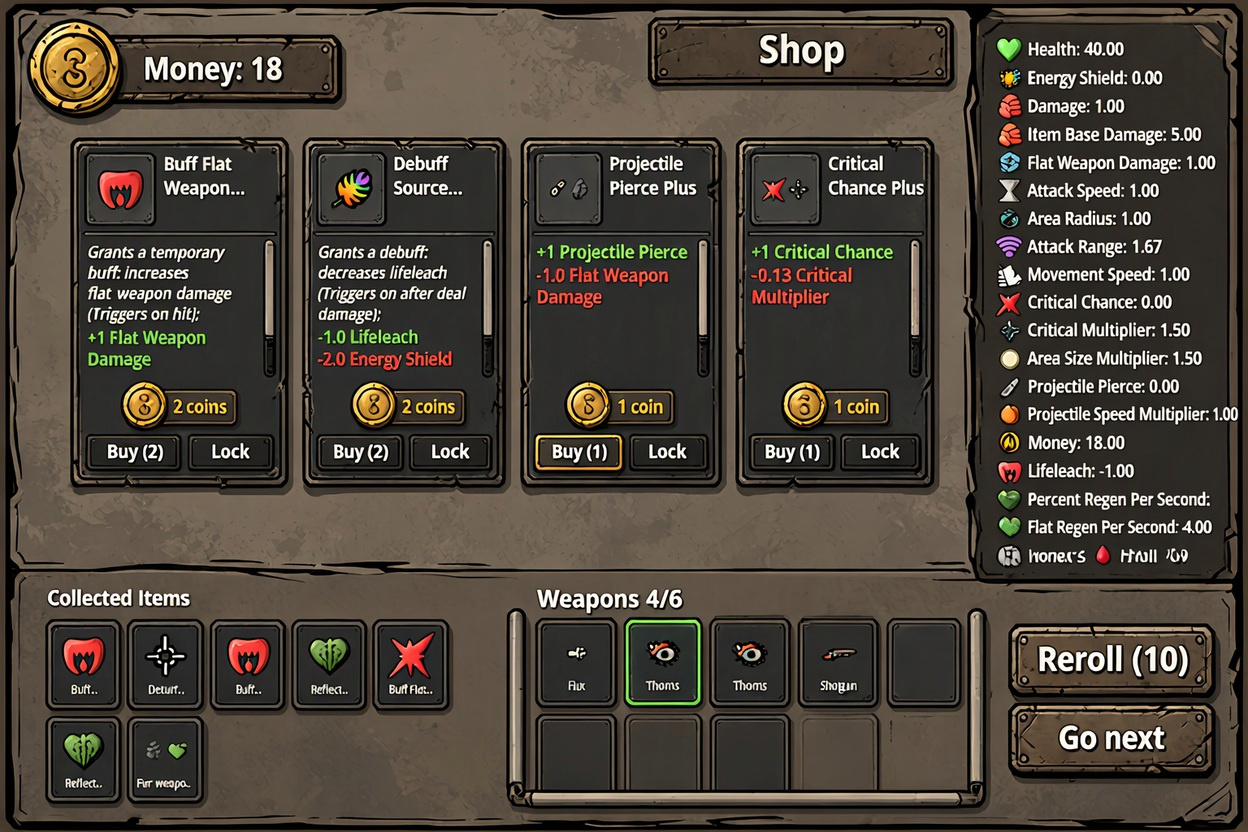 Money: 18
Shop
Buff Flat
Weapon...
Grants a temporary
buff: increases
flat weapon damage
(Triggers on hit);
+1 Flat Weapon
Damage
2 coins
Buy (2)
Lock
Debuff
Source...
Grants a debuff:
decreases lifeleach
(Triggers on after deal
damage);
-1.0 Lifeleach
-2.0 Energy Shield
2 coins
Buy (2)
Lock
Projectile
Pierce Plus
+1 Projectile Pierce
-1.0 Flat Weapon
Damage
1 coin
Buy (1)
Lock
Critical
Chance Plus
+1 Critical Chance
-0.13 Critical
Multiplier
1 coin
Buy (1)
Lock
Health: 40.00
Energy Shield: 0.00
Damage: 1.00
Item Base Damage: 5.00
Flat Weapon Damage: 1.00
Attack Speed: 1.00
Area Radius: 1.00
Attack Range: 1.67
Movement Speed: 1.00
Critical Chance: 0.00
Critical Multiplier: 1.50
Area Size Multiplier: 1.50
Projectile Pierce: 0.00
Projectile Speed Multiplier: 1.00
Money: 18.00
Lifeleach: -1.00
Percent Regen Per Second:
Flat Regen Per Second: 4.00
Collected Items
Buff..
Buff..
Reflect..
Buff Flat..
Reflect..
Weapons 4/6
Flux
Thorns
Thorns
Shotgun
Reroll (10)
Go next